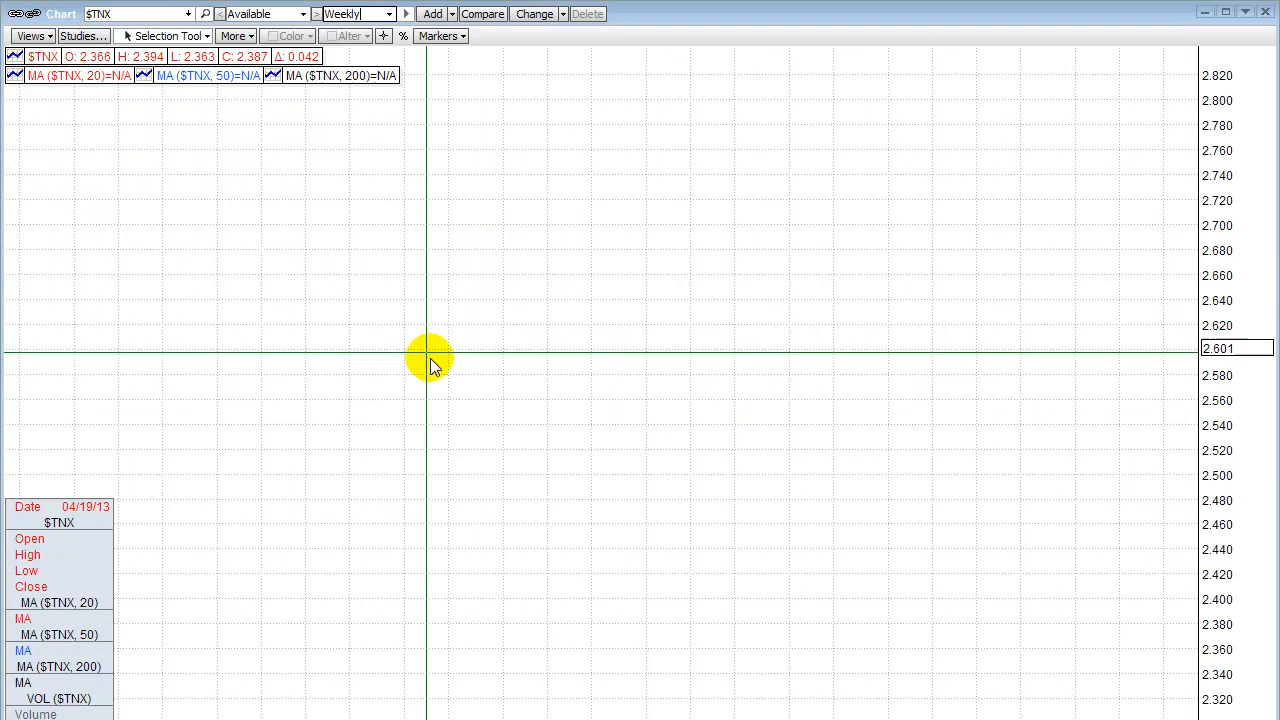 Chart $TNX < Available > Weekly Add Compare Change Delete
Views Studies... Selection Tool More Color Alter % Markers
$TNX O: 2.366 H: 2.394 L: 2.363 C: 2.387 Δ: 0.042
MA ($TNX, 20)=N/A MA ($TNX, 50)=N/A MA ($TNX, 200)=N/A
2.820
2.800
2.780
2.760
2.740
2.720
2.700
2.680
2.660
2.640
2.620
2.601
2.580
2.560
2.540
2.520
2.500
2.480
2.460
2.440
2.420
2.400
2.380
2.360
2.340
2.320
Date 04/19/13
$TNX
Open
High
Low
Close
MA ($TNX, 20)
MA
MA ($TNX, 50)
MA
MA ($TNX, 200)
MA
VOL ($TNX)
Volume